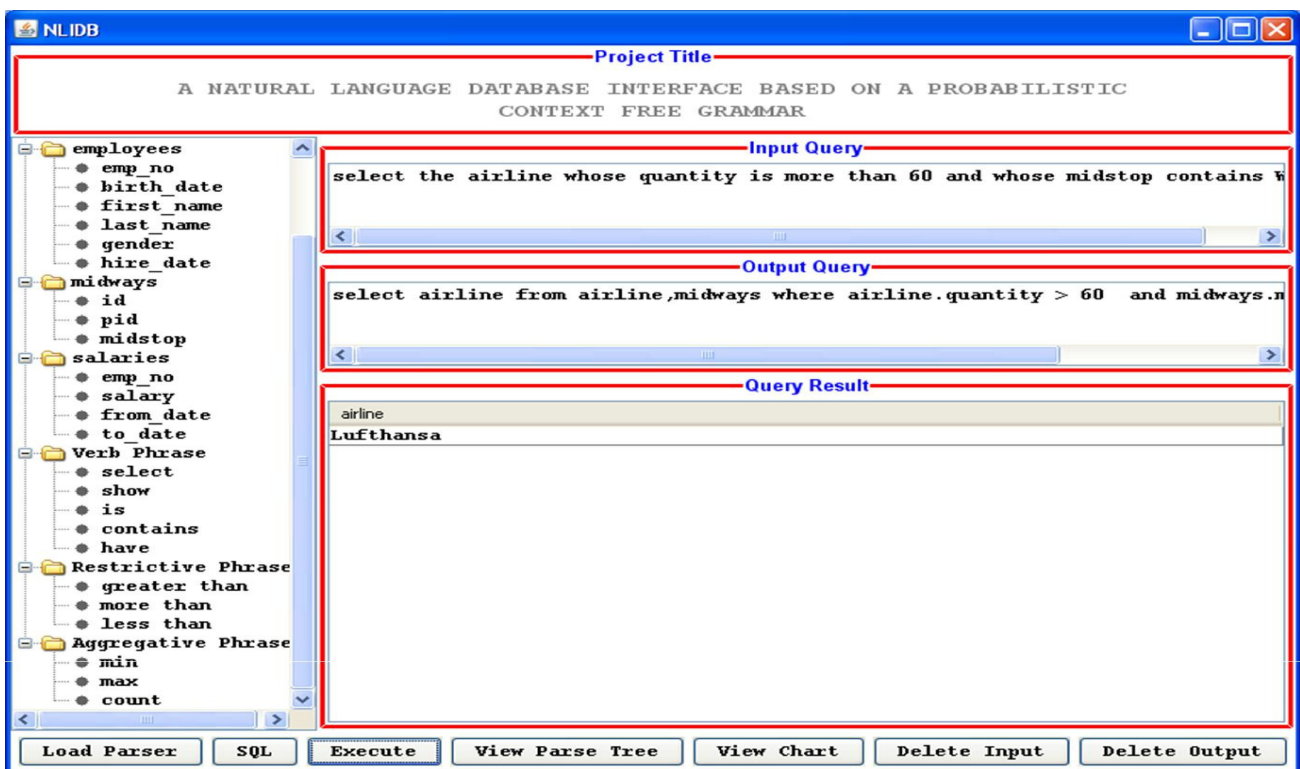 NLIDB
Project Title
A NATURAL LANGUAGE DATABASE INTERFACE BASED ON A PROBABILISTIC
CONTEXT FREE GRAMMAR
employees
emp_no
birth_date
first_name
last_name
gender
hire_date
midways
id
pid
midstop
salaries
emp_no
salary
from_date
to_date
Verb Phrase
select
show
is
contains
have
Restrictive Phrase
greater than
more than
less than
Aggregative Phrase
min
max
count
Input Query
select the airline whose quantity is more than 60 and whose midstop contains
Output Query
select airline from airline,midways where airline.quantity > 60 and
Query Result
airline
Lufthansa
Load Parser
SQL
Execute
View Parse Tree
View Chart
Delete Input
Delete Output